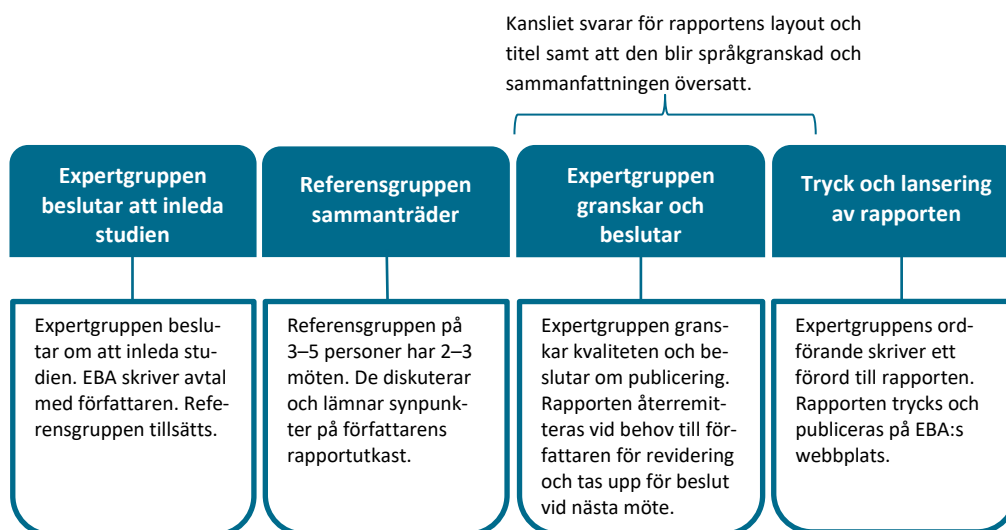 Kansliet svarar för rapportens layout och
titel samt att den blir språkgranskad och
sammanfattningen översatt.
Expertgruppen
beslutar att inleda
studien
Referensgruppen
sammanträder
Expertgruppen
granskar och
beslutar
Tryck och lansering
av rapporten
Expertgruppen beslu-
tar om att inleda stu-
dien. EBA skriver avtal
med författaren. Refe-
rensgruppen tillsätts.
Referensgruppen på
3–5 personer har 2–3
möten. De diskuterar
och lämnar synpunk-
ter på författarens
rapportutkast.
Expertgruppen grans-
kar kvaliteten och be-
slutar om publicering.
Rapporten återremit-
teras vid behov till för-
fattaren för revidering
och tas upp för beslut
vid nästa möte.
Expertgruppens ord-
förande skriver ett
förord till rapporten.
Rapporten trycks och
publiceras på EBA:s
webbplats.